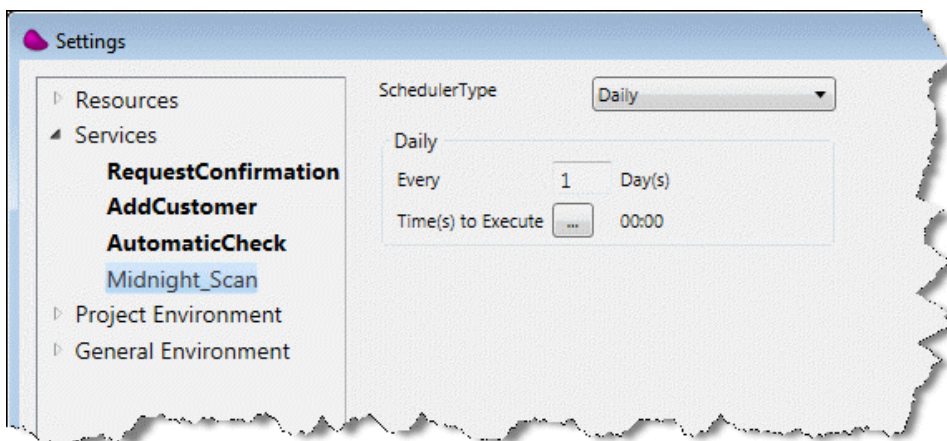 Settings
Resources
Services
RequestConfirmation
AddCustomer
AutomaticCheck
Midnight_Scan
Project Environment
General Environment
SchedulerType Daily
Daily
Every 1 Day(s)
Time(s) to Execute ... 00:00